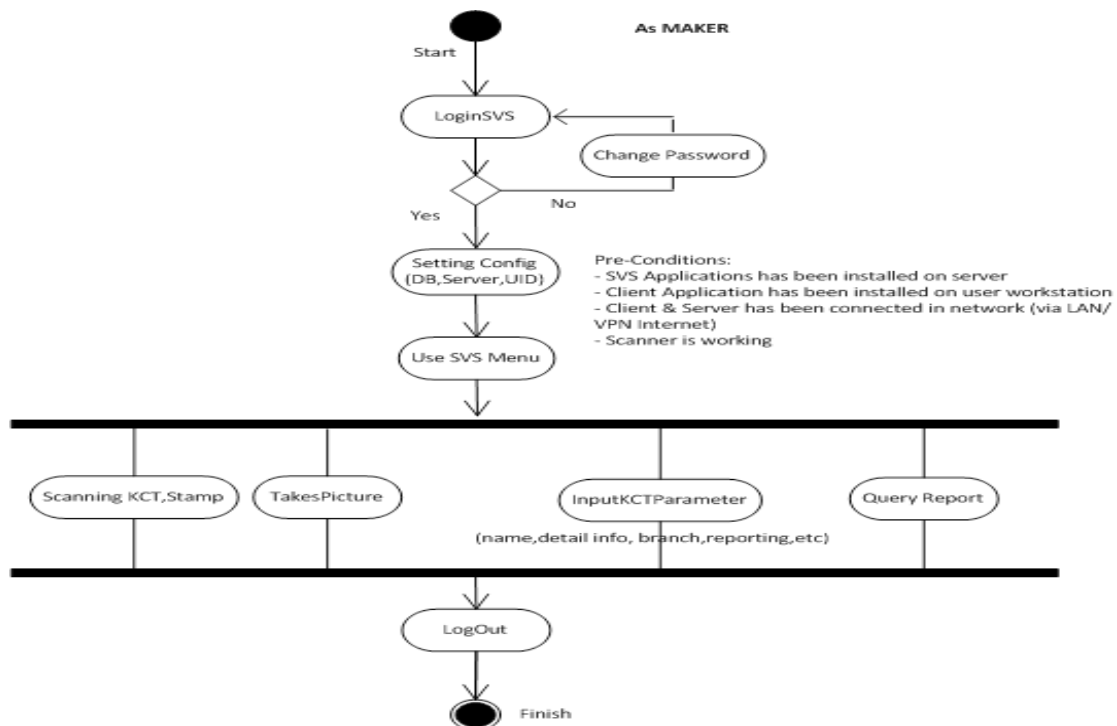 As MAKER
Start
LoginSVS
Change Password
No
Yes
Setting Config
{DB,Server,UID}
Pre-Conditions:
- SVS Applications has been installed on server
- Client Application has been installed on user workstation
- Client & Server has been connected in network (via LAN/
VPN Internet)
- Scanner is working
Use SVS Menu
Scanning KCT,Stamp
TakesPicture
InputKCTParameter
Query Report
(name,detail info, branch,reporting,etc)
LogOut
Finish